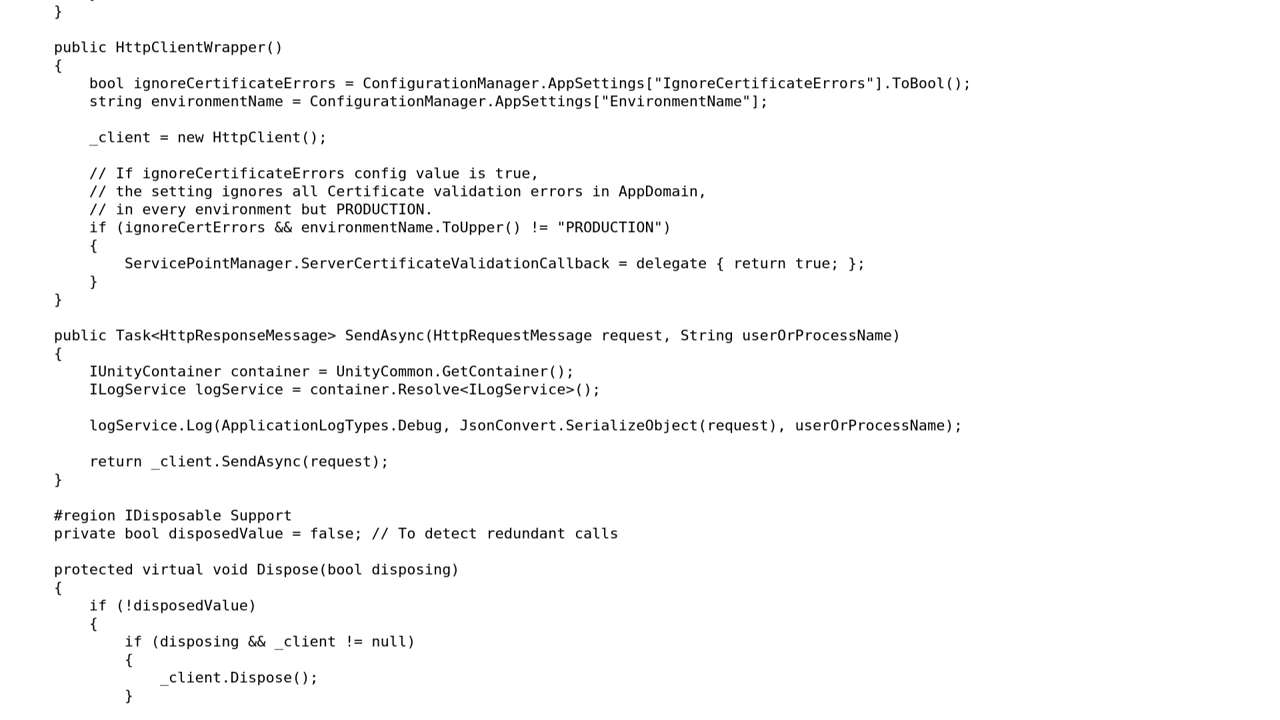 }
public HttpClientWrapper()
{
bool ignoreCertificateErrors = ConfigurationManager.AppSettings["IgnoreCertificateErrors"].ToBool();
string environmentName = ConfigurationManager.AppSettings["EnvironmentName"];
_client = new HttpClient();
// If ignoreCertificateErrors config value is true,
// the setting ignores all Certificate validation errors in AppDomain,
// in every environment but PRODUCTION.
if (ignoreCertErrors && environmentName.ToUpper() != "PRODUCTION")
{
ServicePointManager.ServerCertificateValidationCallback = delegate { return true; };
}
}
public Task<HttpResponseMessage> SendAsync(HttpRequestMessage request, String userOrProcessName)
{
IUnityContainer container = UnityCommon.GetContainer();
ILogService logService = container.Resolve<ILogService>();
logService.Log(ApplicationLogTypes.Debug, JsonConvert.SerializeObject(request), userOrProcessName);
return _client.SendAsync(request);
}
#region IDisposable Support
private bool disposedValue = false; // To detect redundant calls
protected virtual void Dispose(bool disposing)
{
if (!disposedValue)
{
if (disposing && _client != null)
{
_client.Dispose();
}